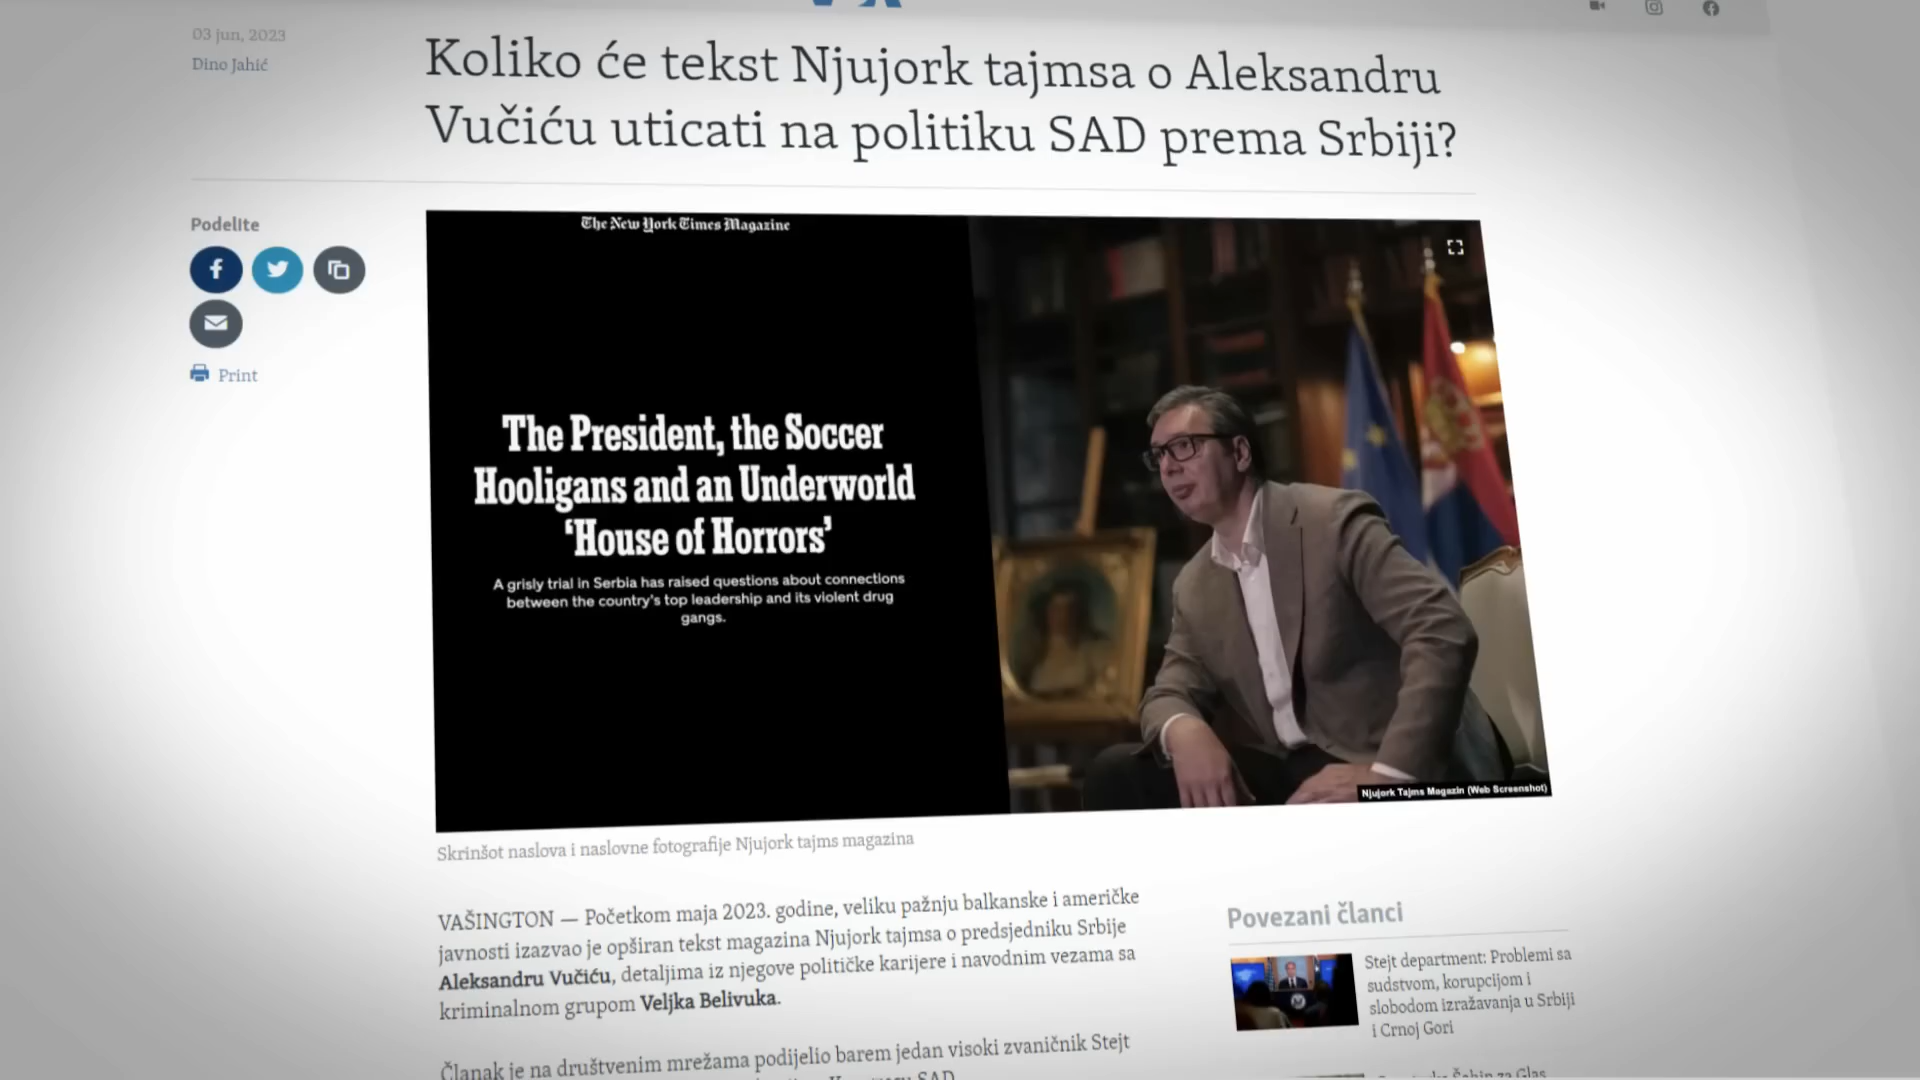 03 jun, 2023
Dino Jahić
Koliko će tekst Njujork tajmsa o Aleksandru
Vučiću uticati na politiku SAD prema Srbiji?
Podelite
Print
The New York Times Magazine
The President, the Soccer
Hooligans and an Underworld
‘House of Horrors’
A grisly trial in Serbia has raised questions about connections
between the country's top leadership and its violent drug
gangs.
Njujork Tajms Magazin (Web Screenshot)
Skrinšot naslova i naslovne fotografije Njujork tajms magazina
VAŠINGTON — Početkom maja 2023. godine, veliku pažnju balkanske i američke
javnosti izazvao je opširan tekst magazina Njujork tajmsa o predsjedniku Srbije
Aleksandru Vučiću, detaljima iz njegove političke karijere i navodnim vezama sa
kriminalnom grupom Veljka Belivuka.
Članak je na društvenim mrežama podijelio barem jedan visoki zvaničnik Stejt
SAD
Povezani članci
Stejt department: Problemi sa
sudstvom, korupcijom i
slobodom izražavanja u Srbiji
i Crnoj Gori
Šobin za Glas